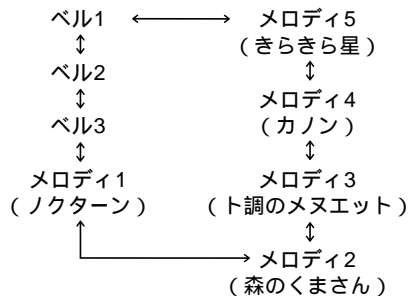 ベル1
ベル2
ベル3
メロディ1
(ノクターン)
メロディ5
(きらきら星)
メロディ4
(カノン)
メロディ3
(ト調のメヌエット)
メロディ2
(森のくまさん)